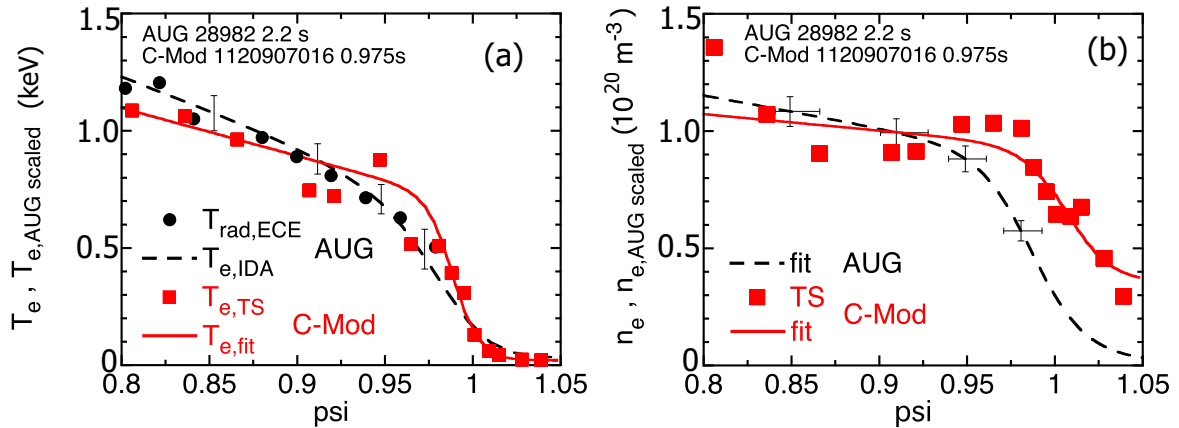 AUG 28982 2.2 s
C-Mod 1120907016 0.975s
(a)
T_e , T_e,AUG scaled (keV)
1.5
1.0
0.5
0
T_rad,ECE
T_e,IDA
AUG
T_e,TS
T_e,fit
C-Mod
0.8 0.85 0.9 0.95 1 1.05
psi
AUG 28982 2.2 s
C-Mod 1120907016 0.975s
(b)
n_e , n_e,AUG scaled (10^20 m^-3)
1.5
1.0
0.5
0
fit AUG
TS
C-Mod
fit
0.8 0.85 0.9 0.95 1 1.05
psi